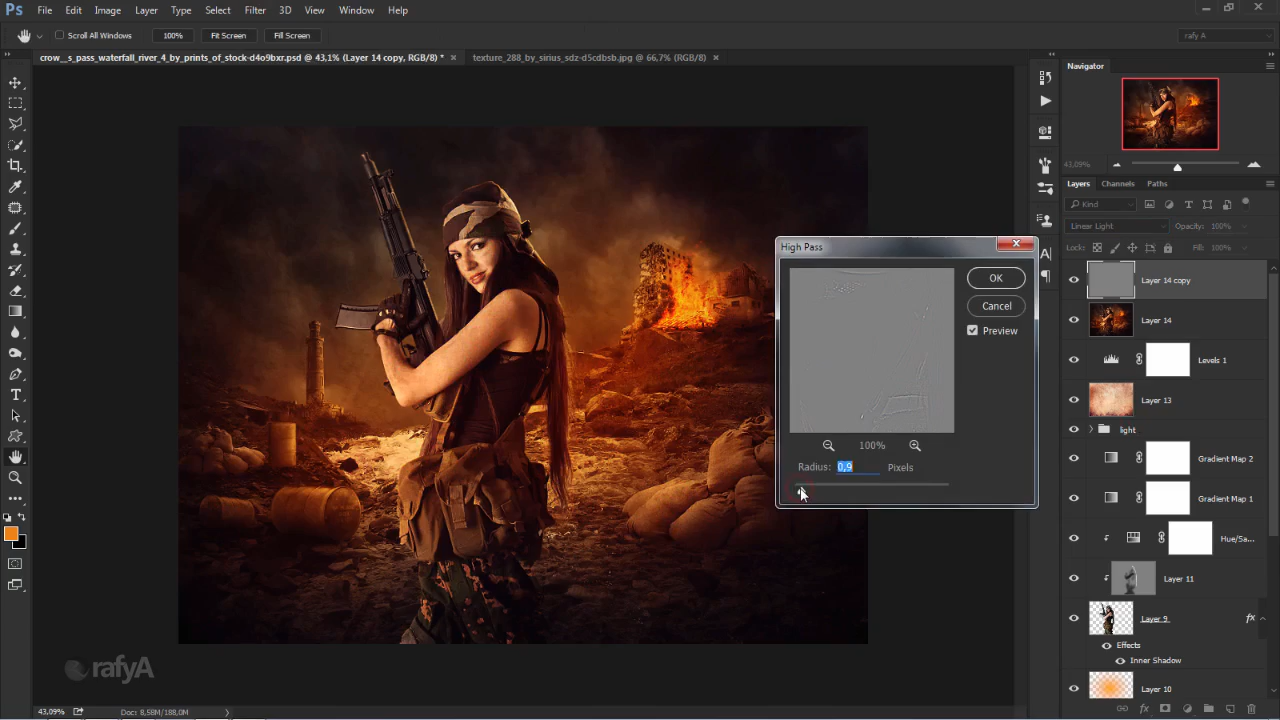 Ps File Edit Image Layer Type Select Filter 3D View Window Help
Scroll All Windows 100% Fit Screen Fill Screen rafy A
crow__s_pass_waterfall_river_4_by_prints_of_stock-d4o9bxr.psd @ 43,1% (Layer 14 copy, RGB/8) * texture_288_by_sirius_sdz-d5cdbsb.jpg @ 66,7% (RGB/8)
Navigator
43,09%
Layers Channels Paths
Kind
Linear Light Opacity: 100%
Lock: Fill: 100%
High Pass
OK
Cancel
Preview
100%
Radius: 0,9 Pixels
Layer 14 copy
Layer 14
Levels 1
Layer 13
light
Gradient Map 2
Gradient Map 1
Hue/Sa...
Layer 11
Layer 9
fx
Effects
Inner Shadow
Layer 10
rafyA
43,09% Doc: 8,58M/188,0M
fx